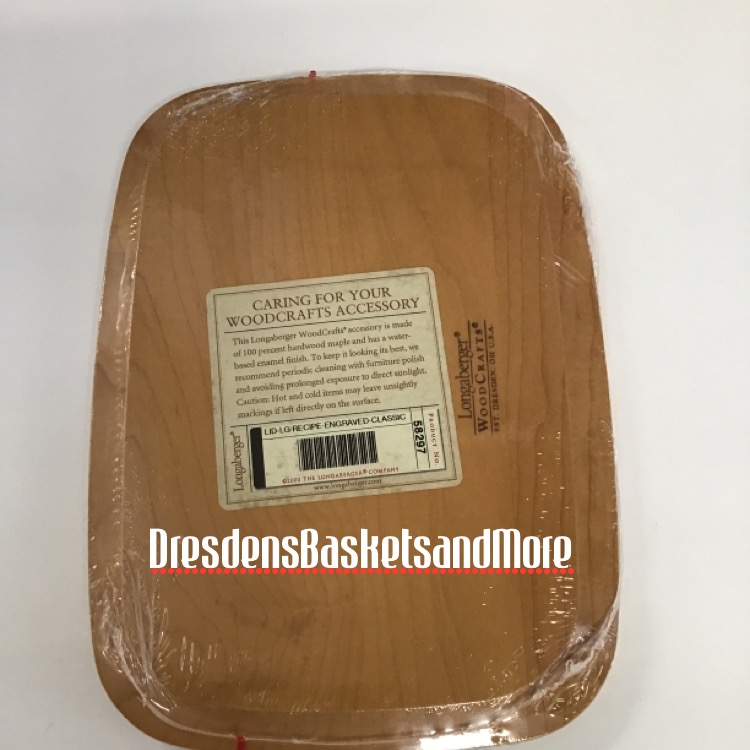 CARING FOR YOUR
WOODCRAFTS ACCESSORY
This Longaberger WoodCrafts® accessory is made
of 100 percent hardwood maple and has a water-
based enamel finish. To keep it looking its best, we
recommend periodic cleaning with furniture polish
and avoiding prolonged exposure to direct sunlight.
Caution: Hot and cold items may leave unsightly
markings if left directly on the surface.
Longaberger®
LID-LG/RECIPE-ENGRAVED-CLASSIC
PRODUCT NO.
58297
THE LONGABERGER® COMPANY
www.longaberger.com
Longaberger®
WOODCRAFTS®
EST. DRESDEN, OH U.S.A.
DresdensBasketsandMore